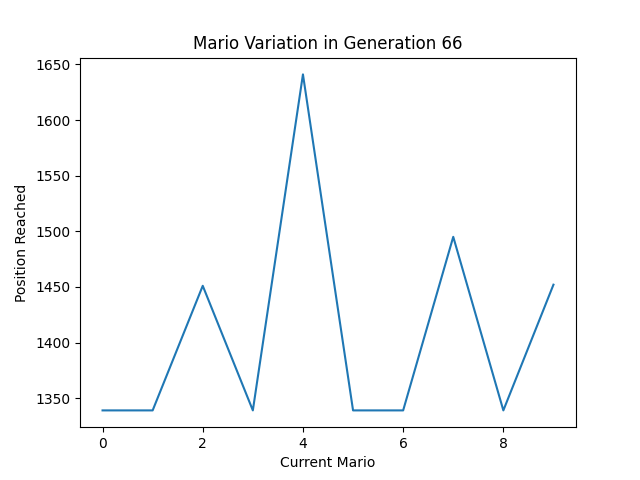 Mario Variation in Generation 66
Position Reached
1650
1600
1550
1500
1450
1400
1350
0 2 4 6 8
Current Mario